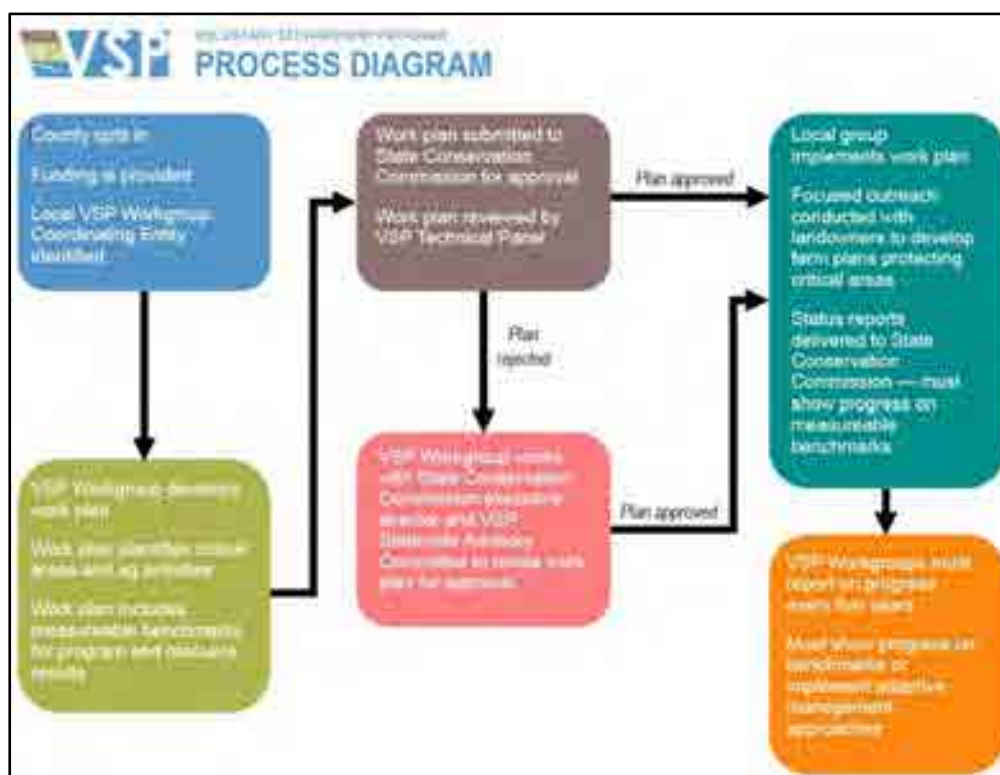 VSP
PROCESS DIAGRAM
County opts in
Funding is provided
Local VSP Workgroup
Coordinating Entity
identified
VSP Workgroup develops
work plan
Work plan identifies critical
areas and ag activities
Work plan includes
measureable benchmarks
for program and resource
results
Work plan submitted to
State Conservation
Commission for approval
Work plan reviewed by
VSP Technical Panel
Plan approved
Plan
rejected
VSP Workgroup works
with State Conservation
Commission executive
director and VSP
Statewide Advisory
Committee to revise work
plan for approval
Plan approved
Local group
implements work plan
Focused outreach
conducted with
landowners to develop
farm plans protecting
critical areas
Status reports
delivered to State
Conservation
Commission — must
show progress on
measureable
benchmarks
VSP Workgroups must
report on progress
every five years
Must show progress on
benchmarks or
implement adaptive
management
approaches